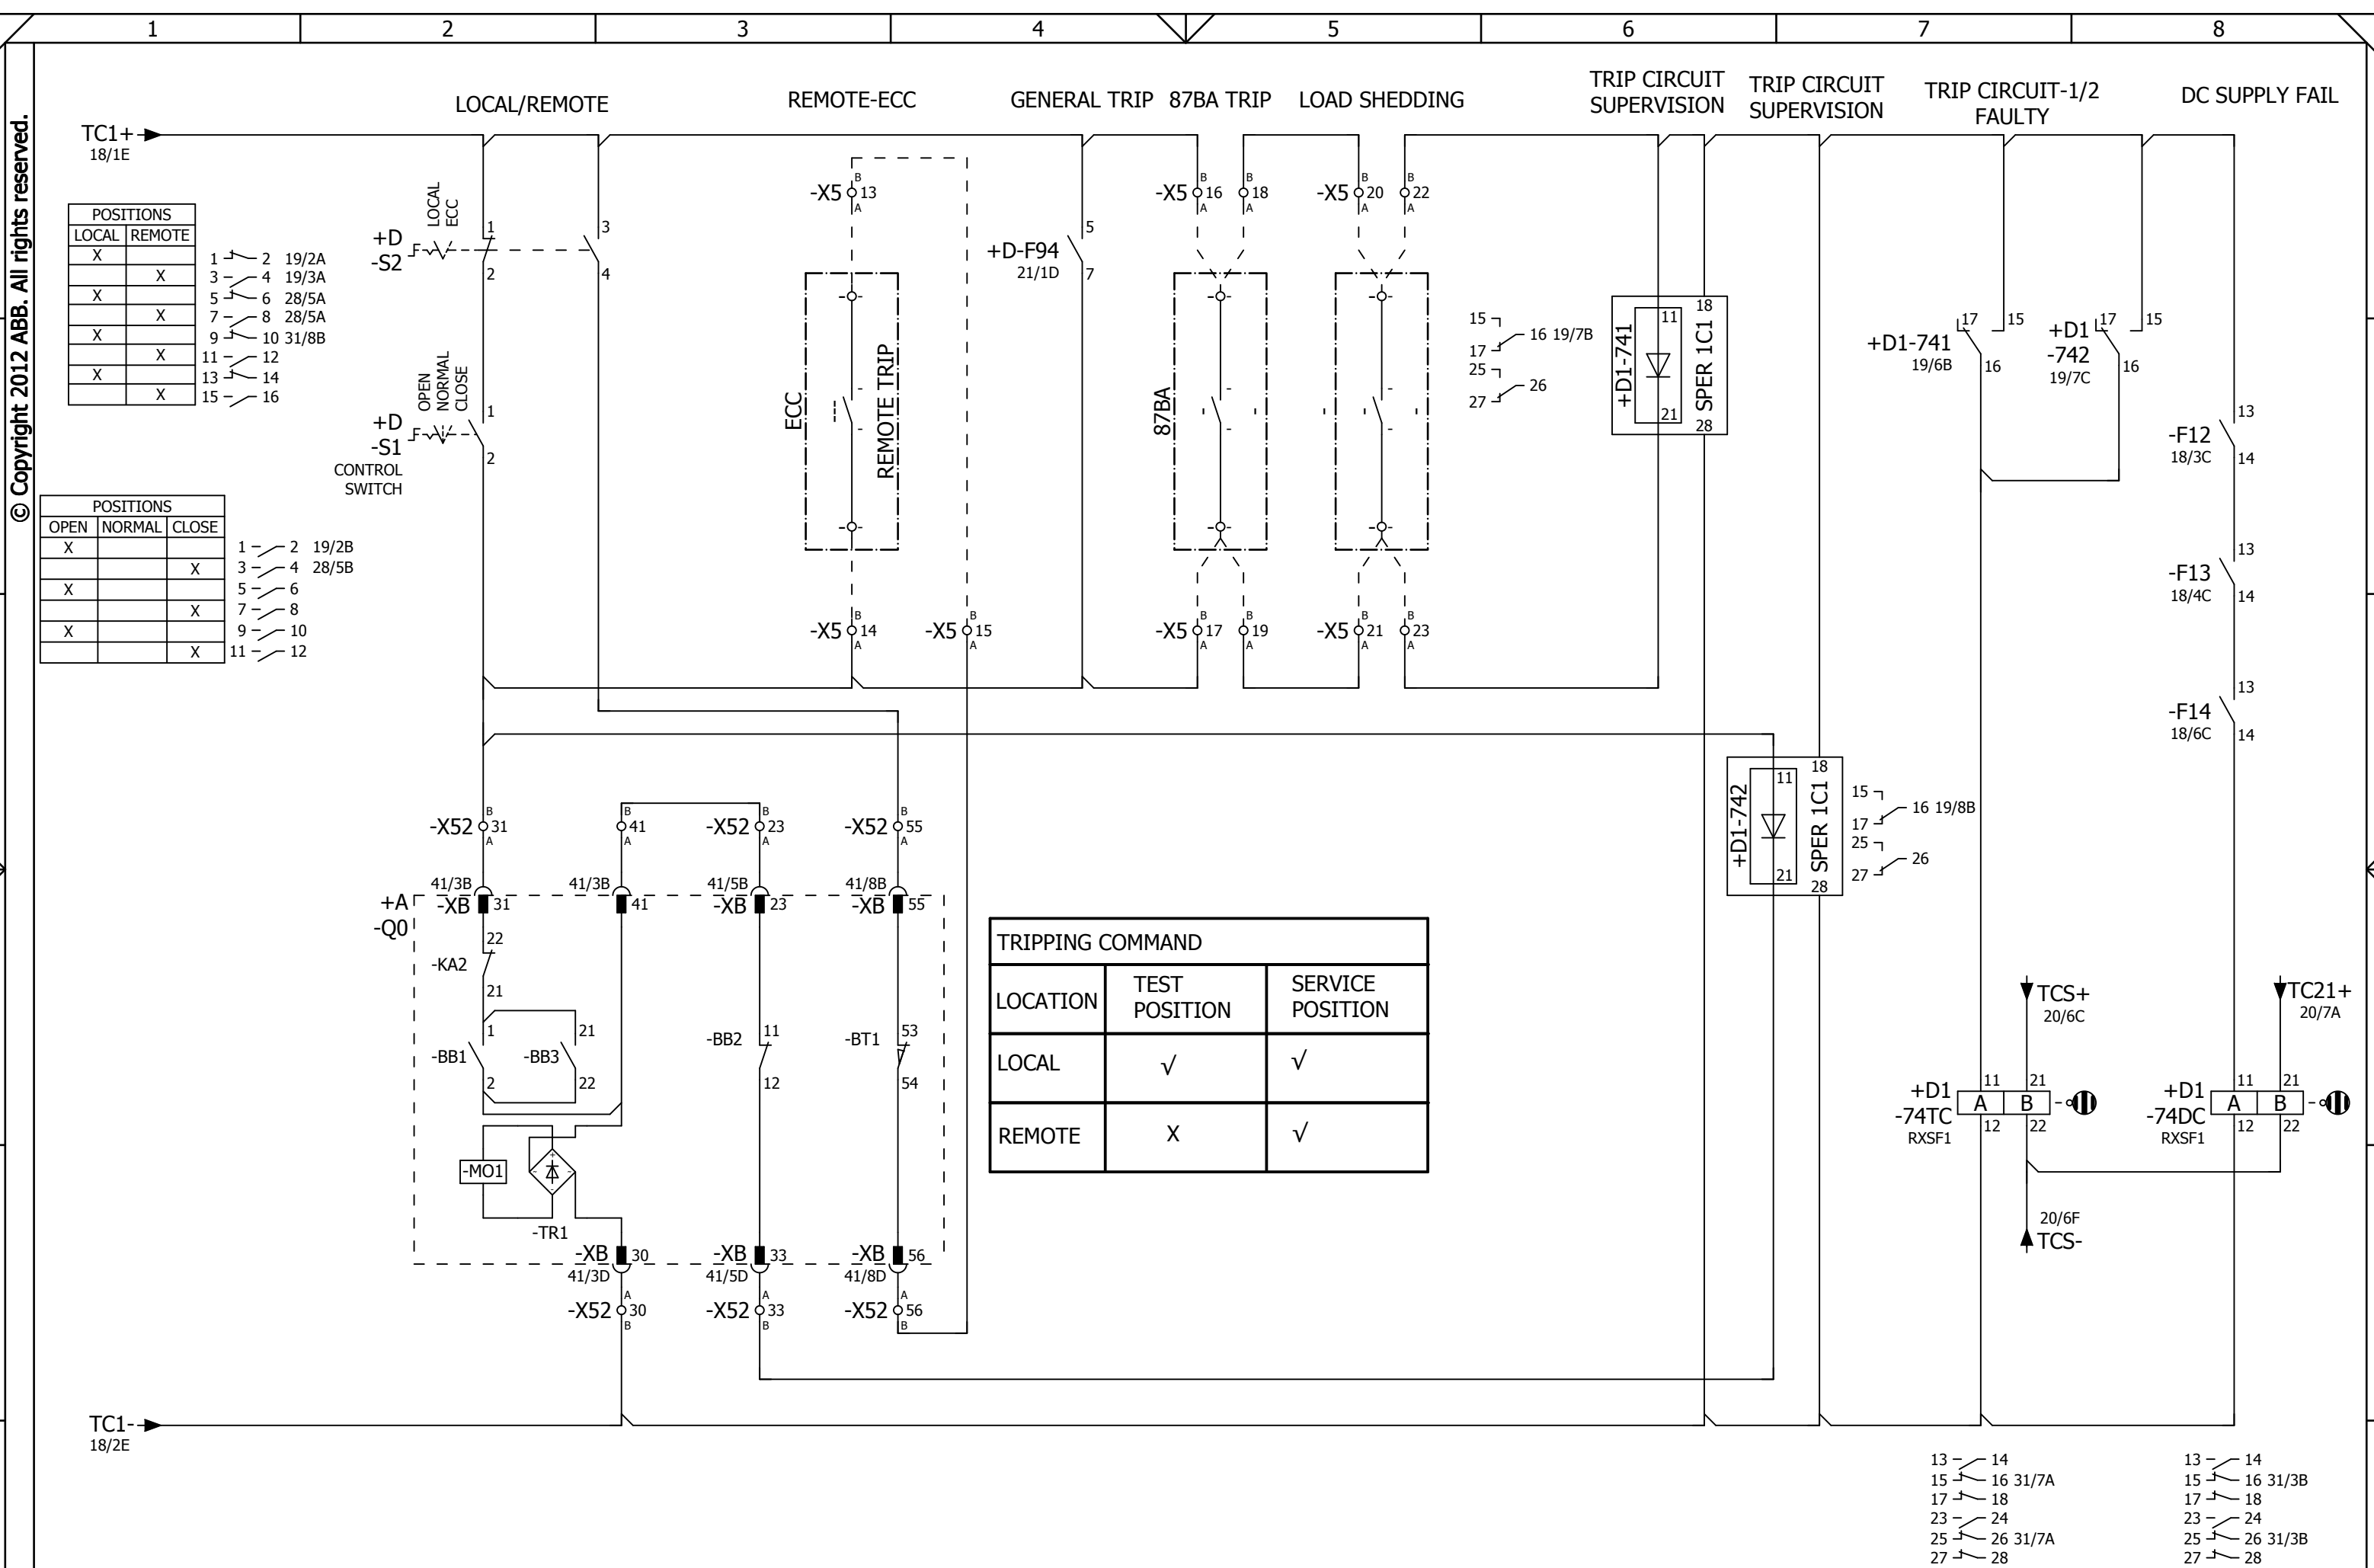 1 2 3 4 5 6 7 8
© Copyright 2012 ABB. All rights reserved.
LOCAL/REMOTE
REMOTE-ECC
GENERAL TRIP
87BA TRIP
LOAD SHEDDING
TRIP CIRCUIT
SUPERVISION
TRIP CIRCUIT
SUPERVISION
TRIP CIRCUIT-1/2
FAULTY
DC SUPPLY FAIL
TC1+
18/1E
POSITIONS
LOCAL REMOTE
X
X
X
X
X
X
X
X
1 2 19/2A
3 4 19/3A
5 6 28/5A
7 8 28/5A
9 10 31/8B
11 12
13 14
15 16
POSITIONS
OPEN NORMAL CLOSE
X
X
X
X
X
X
1 2 19/2B
3 4 28/5B
5 6
7 8
9 10
11 12
+D
-S2
LOCAL
ECC
1
2
3
4
+D
-S1
CONTROL
SWITCH
OPEN
NORMAL
CLOSE
1
2
-X5 B 13 A
ECC
REMOTE TRIP
-X5 B 14 A
-X5 B 15 A
+D-F94
21/1D
5
7
-X5 B 16 A
B 18 A
87BA
-X5 B 17 A
B 19 A
-X5 B 20 A
B 22 A
-X5 B 21 A
B 23 A
15
16 19/7B
17
25
26
27
+D1-741
11
21
18
SPER 1C1
28
+D1-741
19/6B
17 15
16
+D1
-742
19/7C
17 15
16
-F12
18/3C
13
14
-F13
18/4C
13
14
-F14
18/6C
13
14
+D1-742
11
21
18
SPER 1C1
28
15
16 19/8B
17
25
26
27
-X52 B 31 A
B 41 A
-X52 B 23 A
-X52 B 55 A
41/3B
41/3B
41/5B
41/8B
+A
-Q0
-XB 31
41
-XB 23
-XB 55
-KA2
22
21
-BB1
1
2
-BB3
21
22
-BB2
11
12
-BT1
53
54
-MO1
-TR1
-XB 30
-XB 33
-XB 56
41/3D
41/5D
41/8D
-X52 A 30 B
-X52 A 33 B
-X52 A 56 B
TRIPPING COMMAND
LOCATION TEST POSITION SERVICE POSITION
LOCAL √ √
REMOTE X √
TCS+
20/6C
+D1
-74TC
RXSF1
11 21
A B
12 22
20/6F
TCS-
TC21+
20/7A
+D1
-74DC
RXSF1
11 21
A B
12 22
TC1-
18/2E
13 14
15 16 31/7A
17 18
23 24
25 26 31/7A
27 28
13 14
15 16 31/3B
17 18
23 24
25 26 31/3B
27 28